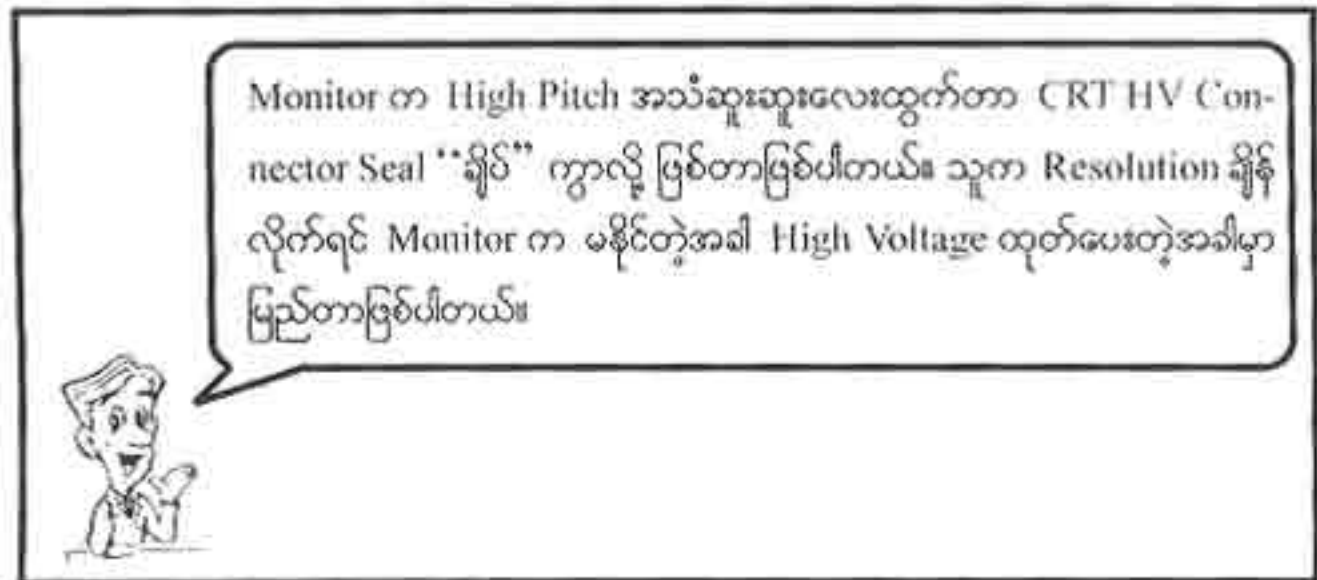 Monitor က High Pitch အသံဆူးဆူးလေးထွက်တာ CRT HV Con-
nector Seal "ချိပ်" ကွာလို့ ဖြစ်တာဖြစ်ပါတယ်။ သူက Resolution ချိန်
လိုက်ရင် Monitor က မနိုင်တဲ့အခါ High Voltage ထုတ်ပေးတဲ့အခါမှာ
မြည်တာဖြစ်ပါတယ်။